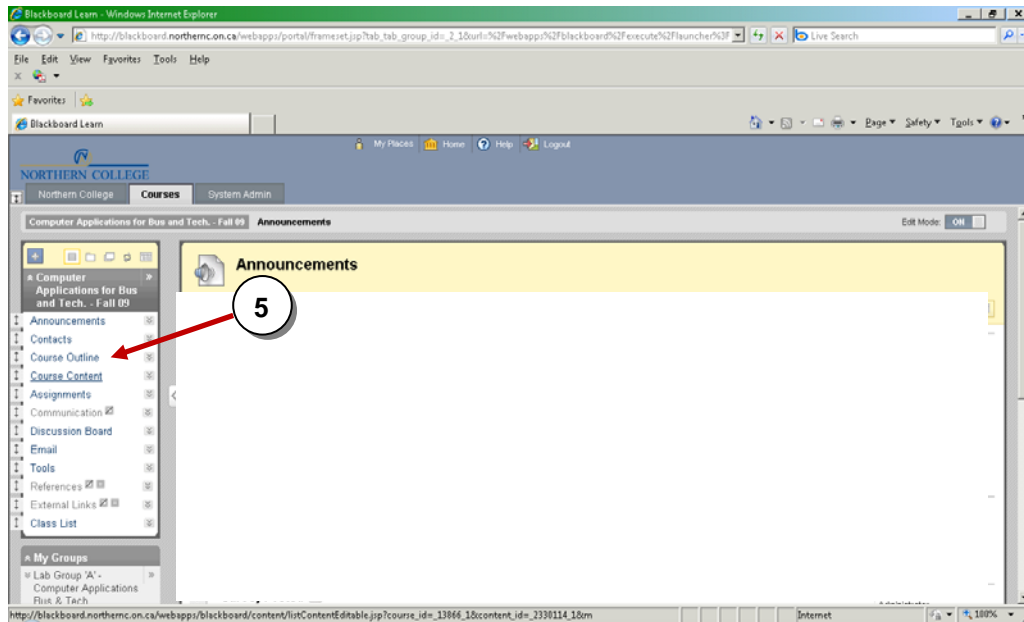 Blackboard Learn - Windows Internet Explorer
http://blackboard.northernc.on.ca/webapps/portal/frameset.jsp?tab_tab_group_id=_2_1&url=%2Fwebapps%2Fblackboard%2Fexecute%2Flauncher%3F
Live Search
File Edit View Favorites Tools Help
x
Favorites
Blackboard Learn
Page Safety Tools
My Places Home Help Logout
NORTHERN COLLEGE
Northern College Courses System Admin
Computer Applications for Bus and Tech. - Fall 09 Announcements
Edit Mode: ON
Announcements
Computer
Applications for Bus
and Tech. - Fall 09
5
Announcements
Contacts
Course Outline
Course Content
Assignments
Communication
Discussion Board
Email
Tools
References
External Links
Class List
My Groups
Lab Group 'A' -
Computer Applications
Bus & Tech
http://blackboard.northernc.on.ca/webapps/blackboard/content/listContentEditable.jsp?course_id=_13866_1&content_id=_2330114_1&m
Internet
100%